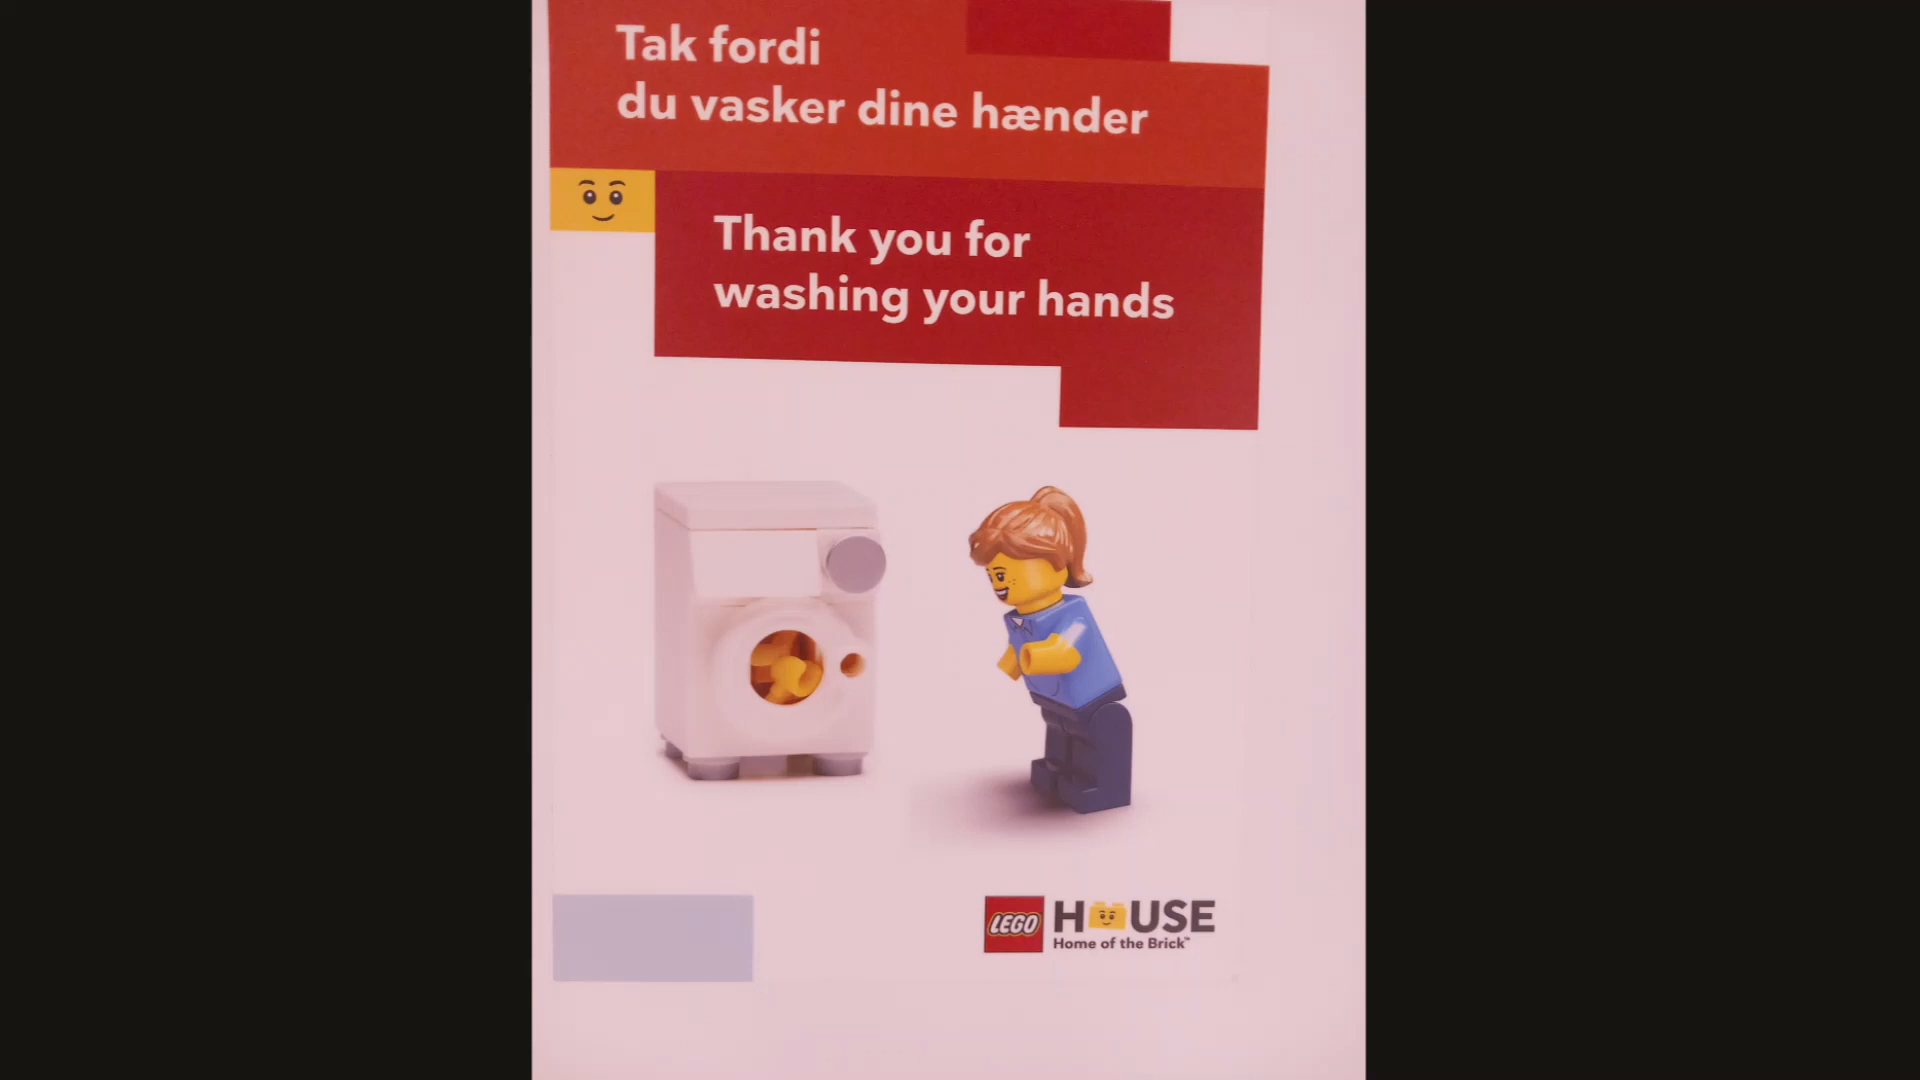 Tak fordi
du vasker dine hænder
Thank you for
washing your hands
LEGO HOUSE
Home of the Brick™